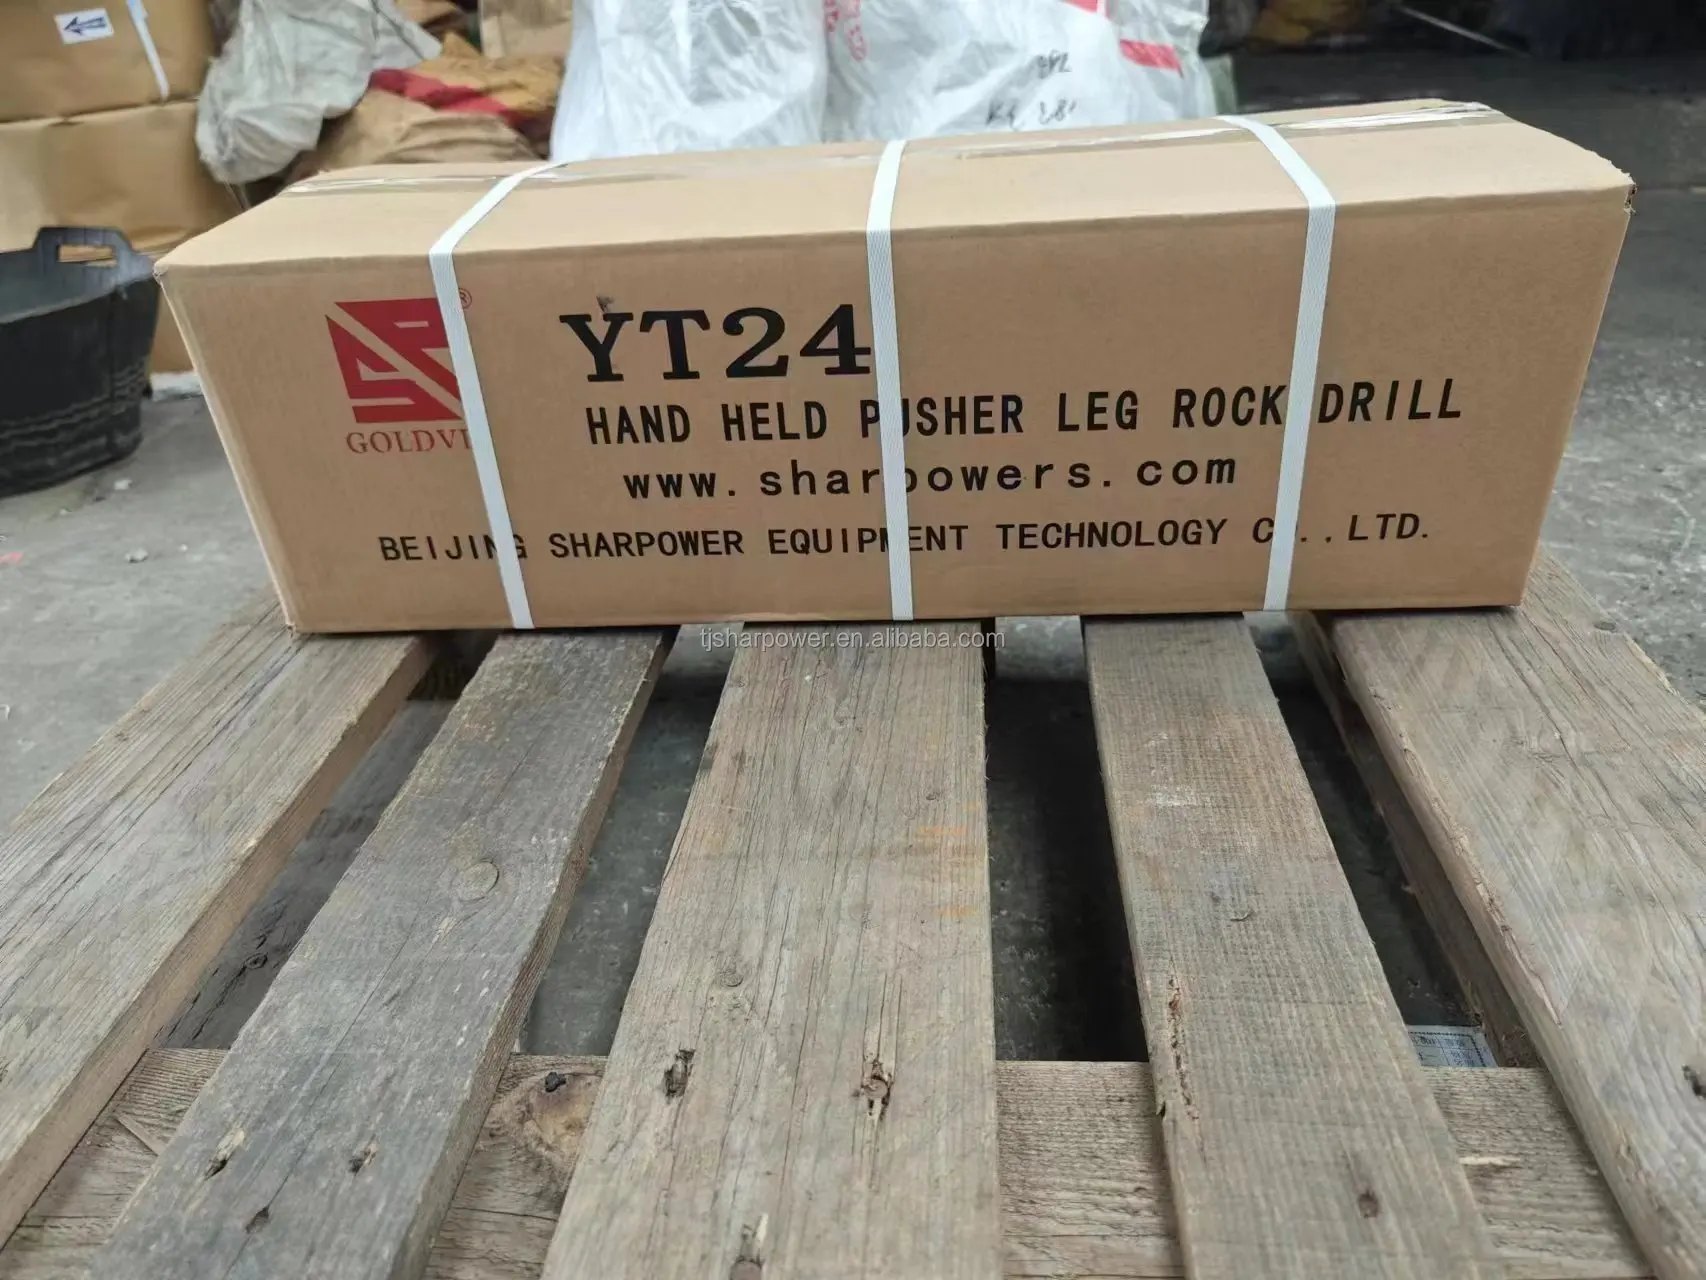 ®
YT24
HAND HELD PUSHER LEG ROCK DRILL
GOLDVI
www.sharpowers.com
BEIJING SHARPOWER EQUIPMENT TECHNOLOGY CO.,LTD.
tjsharpower.en.alibaba.com